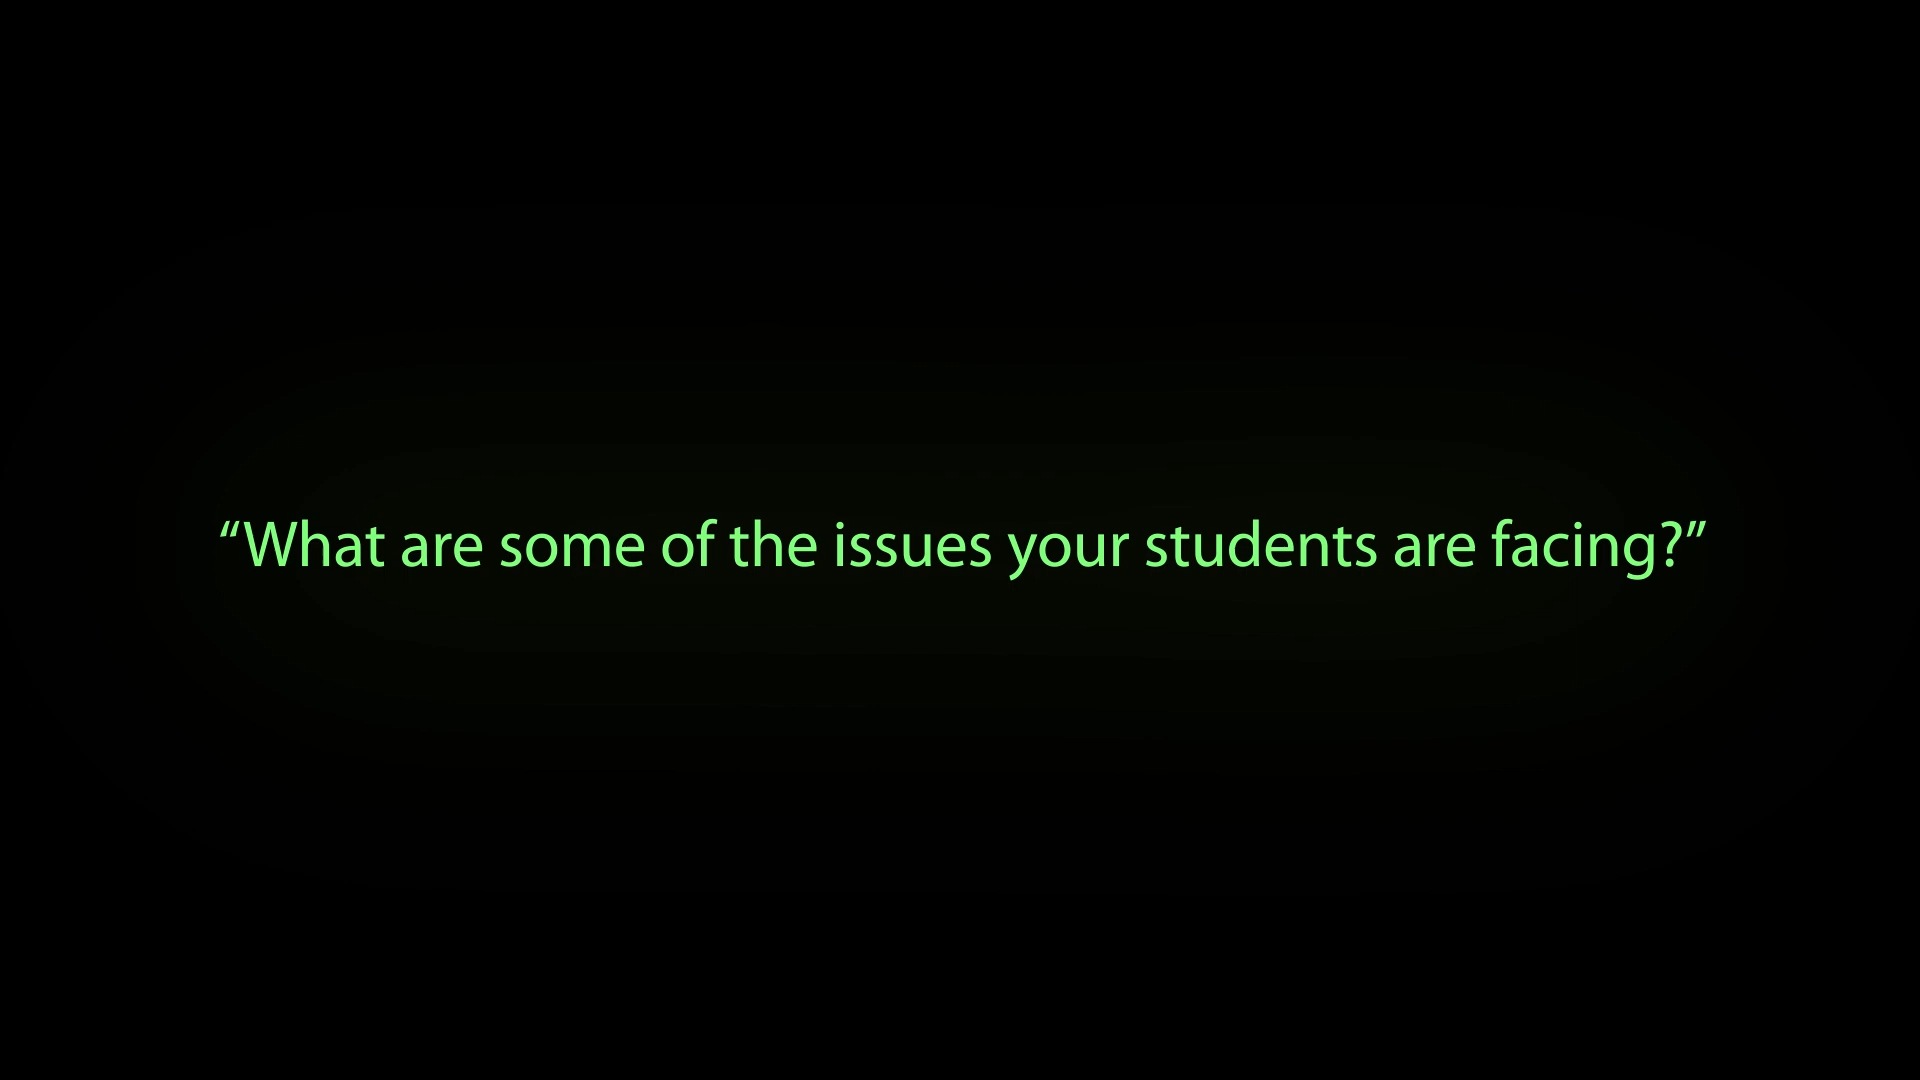 “What are some of the issues your students are facing?”